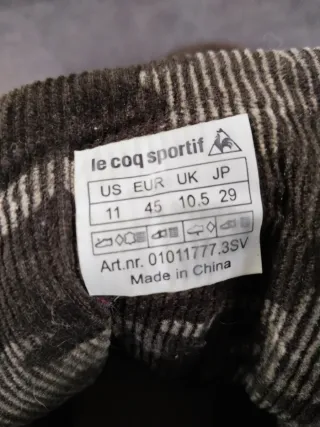 le coq sportif
US EUR UK JP
11 45 10.5 29
Art.nr. 01011777.3SV
Made in China